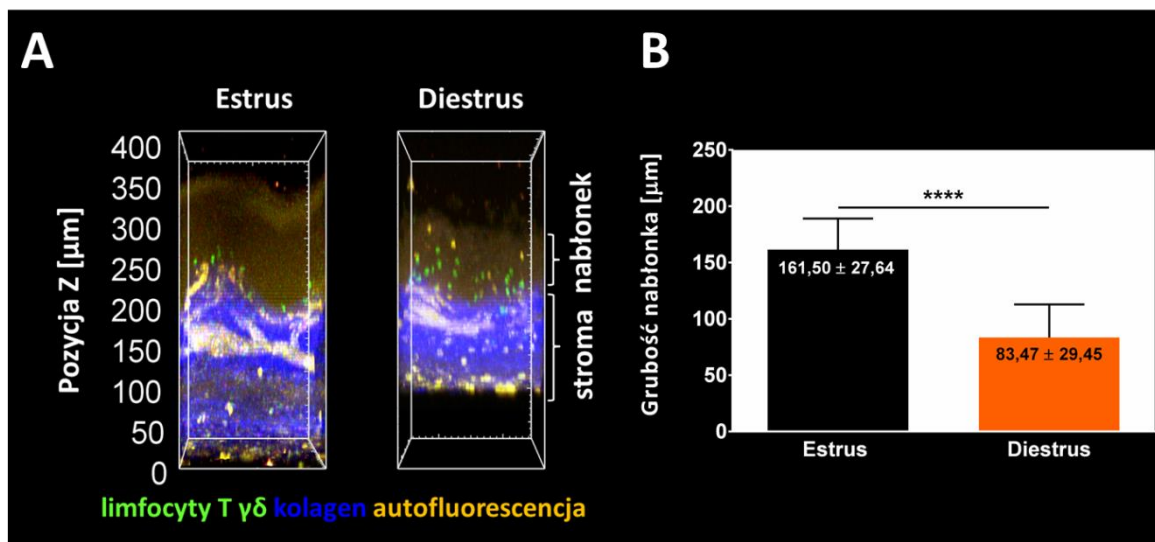 A
Estrus
Diestrus
Pozycja Z [µm]
400
350
300
250
200
150
100
50
0
stroma nabłonek
limfocyty T γδ kolagen autofluorescencja
B
Grubość nabłonka [µm]
250
200
150
100
50
0
****
161,50 ± 27,64
83,47 ± 29,45
Estrus
Diestrus